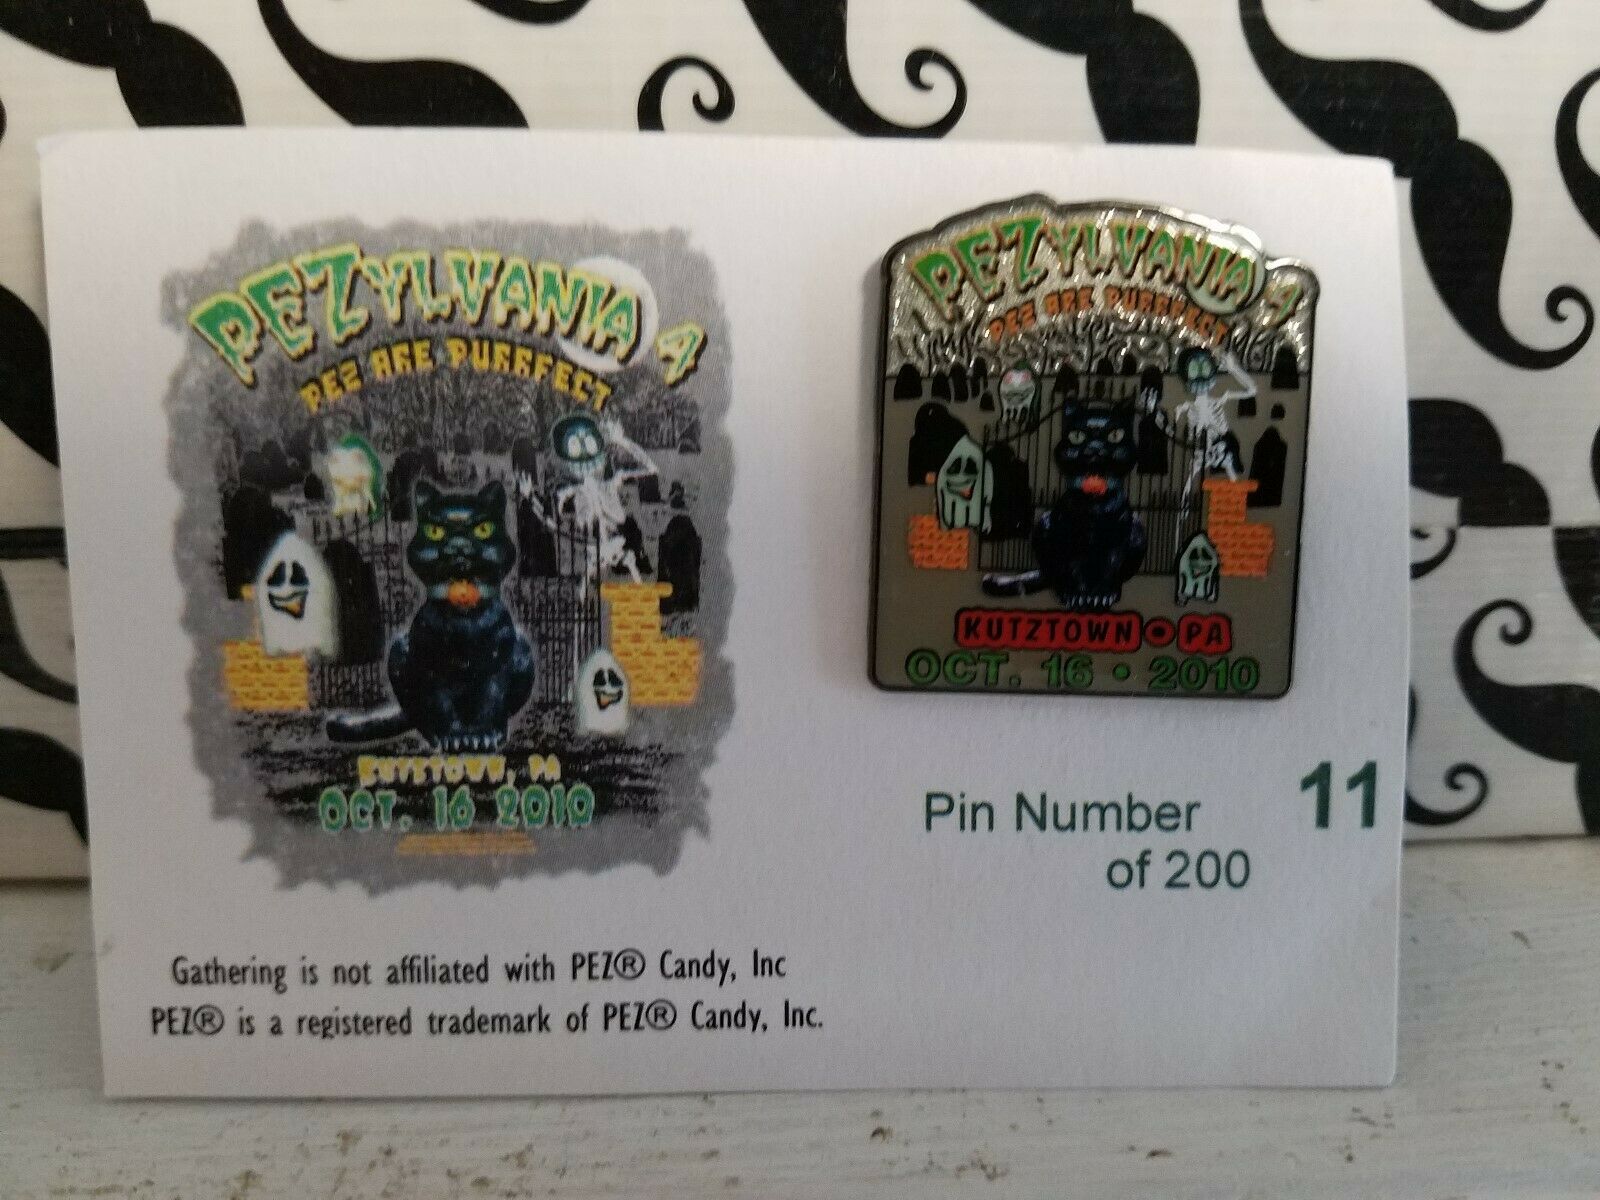 PEZYLVANIA 4
PEZ ARE PURRFECT
KUTZTOWN, PA
OCT. 16 2010
PEZYLVANIA 4
PEZ ARE PURRFECT
KUTZTOWN • PA
OCT. 16 • 2010
Pin Number 11
of 200
Gathering is not affiliated with PEZ® Candy, Inc
PEZ® is a registered trademark of PEZ® Candy, Inc.